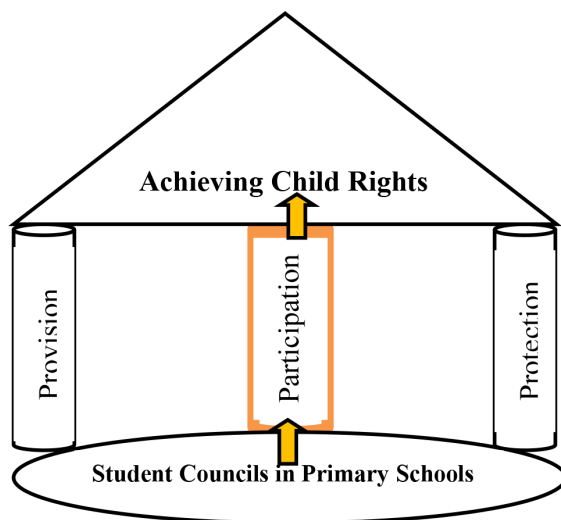 Achieving Child Rights
Provision
Participation
Protection
Student Councils in Primary Schools